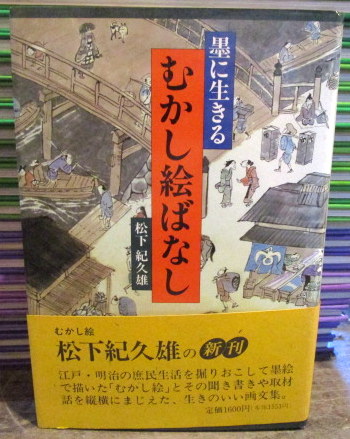 墨に生きる
むかし絵ばなし
松下 紀久雄
むかし絵
松下紀久雄の新刊
江戸・明治の庶民生活を掘りおこして墨絵
で描いた「むかし絵」とその聞き書きや取材
話を縦横にまじえた、生きのいい画文集。
定価1600円